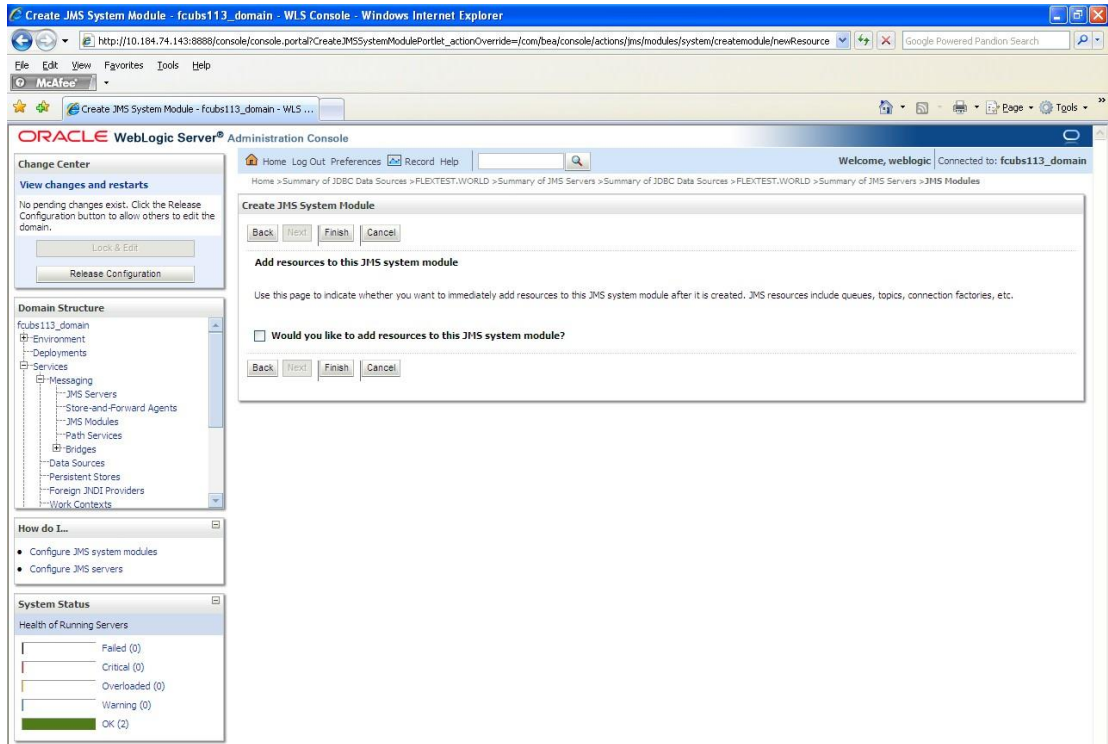 Create JMS System Module - fcubs113_domain - WLS Console - Windows Internet Explorer
http://10.184.74.143:8888/console/console.portal?CreateJMSSystemModulePortlet_actionOverride=/com/bea/console/actions/jms/modules/system/createmodule/newResource
Google Powered Pandion Search
File Edit View Favorites Tools Help
McAfee
Create JMS System Module - fcubs113_domain - WLS ...
Page Tools »
ORACLE WebLogic Server® Administration Console
Change Center
View changes and restarts
No pending changes exist. Click the Release
Configuration button to allow others to edit the
domain.
Lock & Edit
Release Configuration
Domain Structure
fcubs113_domain
Environment
Deployments
Services
Messaging
JMS Servers
Store-and-Forward Agents
JMS Modules
Path Services
Bridges
Data Sources
Persistent Stores
Foreign JNDI Providers
Work Contexts
How do I...
Configure JMS system modules
Configure JMS servers
System Status
Health of Running Servers
Failed (0)
Critical (0)
Overloaded (0)
Warning (0)
OK (2)
Home Log Out Preferences Record Help
Welcome, weblogic Connected to: fcubs113_domain
Home >Summary of JDBC Data Sources >FLEXTEST.WORLD >Summary of JMS Servers >Summary of JDBC Data Sources >FLEXTEST.WORLD >Summary of JMS Servers >JMS Modules
Create JMS System Module
Back Next Finish Cancel
Add resources to this JMS system module
Use this page to indicate whether you want to immediately add resources to this JMS system module after it is created. JMS resources include queues, topics, connection factories, etc.
Would you like to add resources to this JMS system module?
Back Next Finish Cancel